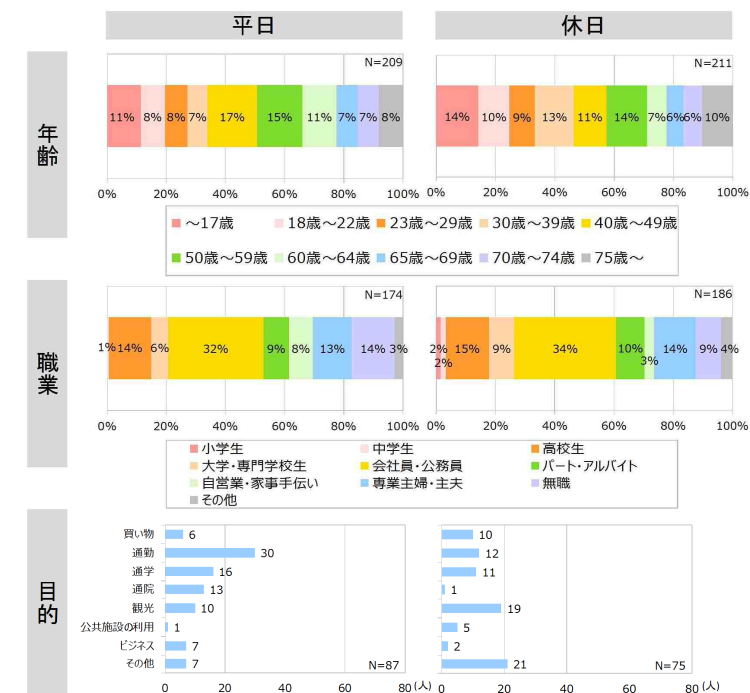 平日 休日
年齢
N=209 N=211
11% 8% 8% 7% 17% 15% 11% 7% 7% 8%
14% 10% 9% 13% 11% 14% 7% 6% 6% 10%
0% 20% 40% 60% 80% 100% 0% 20% 40% 60% 80% 100%
～17歳 18歳～22歳 23歳～29歳 30歳～39歳 40歳～49歳
50歳～59歳 60歳～64歳 65歳～69歳 70歳～74歳 75歳～
職業
N=174 N=186
1% 14% 6% 32% 9% 8% 13% 14% 3%
2% 2% 15% 9% 34% 10% 3% 14% 9% 4%
0% 20% 40% 60% 80% 100% 0% 20% 40% 60% 80% 100%
小学生 中学生 高校生
大学・専門学校生 会社員・公務員 パート・アルバイト
自営業・家事手伝い 専業主婦・主夫 無職
その他
目的
買い物 6 10
通勤 30 12
通学 16 11
通院 13 1
観光 10 19
公共施設の利用 1 5
ビジネス 7 2
その他 7 21
N=87 N=75
0 20 40 60 80 (人) 0 20 40 60 80 (人)